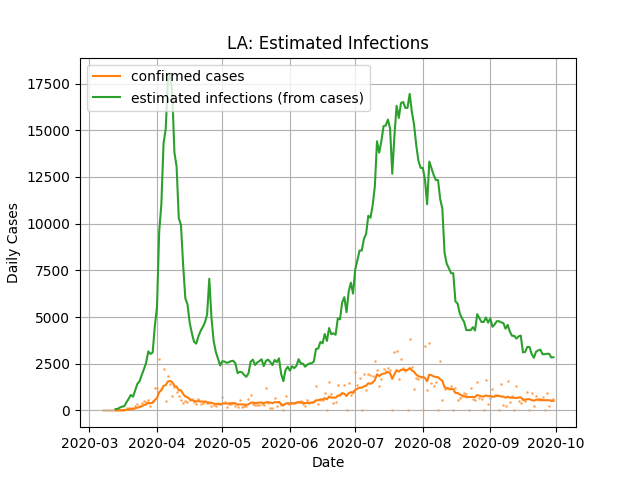 LA: Estimated Infections
confirmed cases
estimated infections (from cases)
17500
15000
12500
10000
7500
5000
2500
0
Daily Cases
2020-03 2020-04 2020-05 2020-06 2020-07 2020-08 2020-09 2020-10
Date